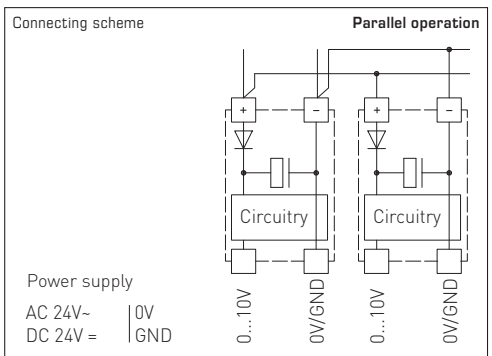 Connecting scheme
Parallel operation
+ − + −
Circuitry Circuitry
Power supply
AC 24V~ 0V
DC 24V = GND
0...10V
0V/GND
0...10V
0V/GND